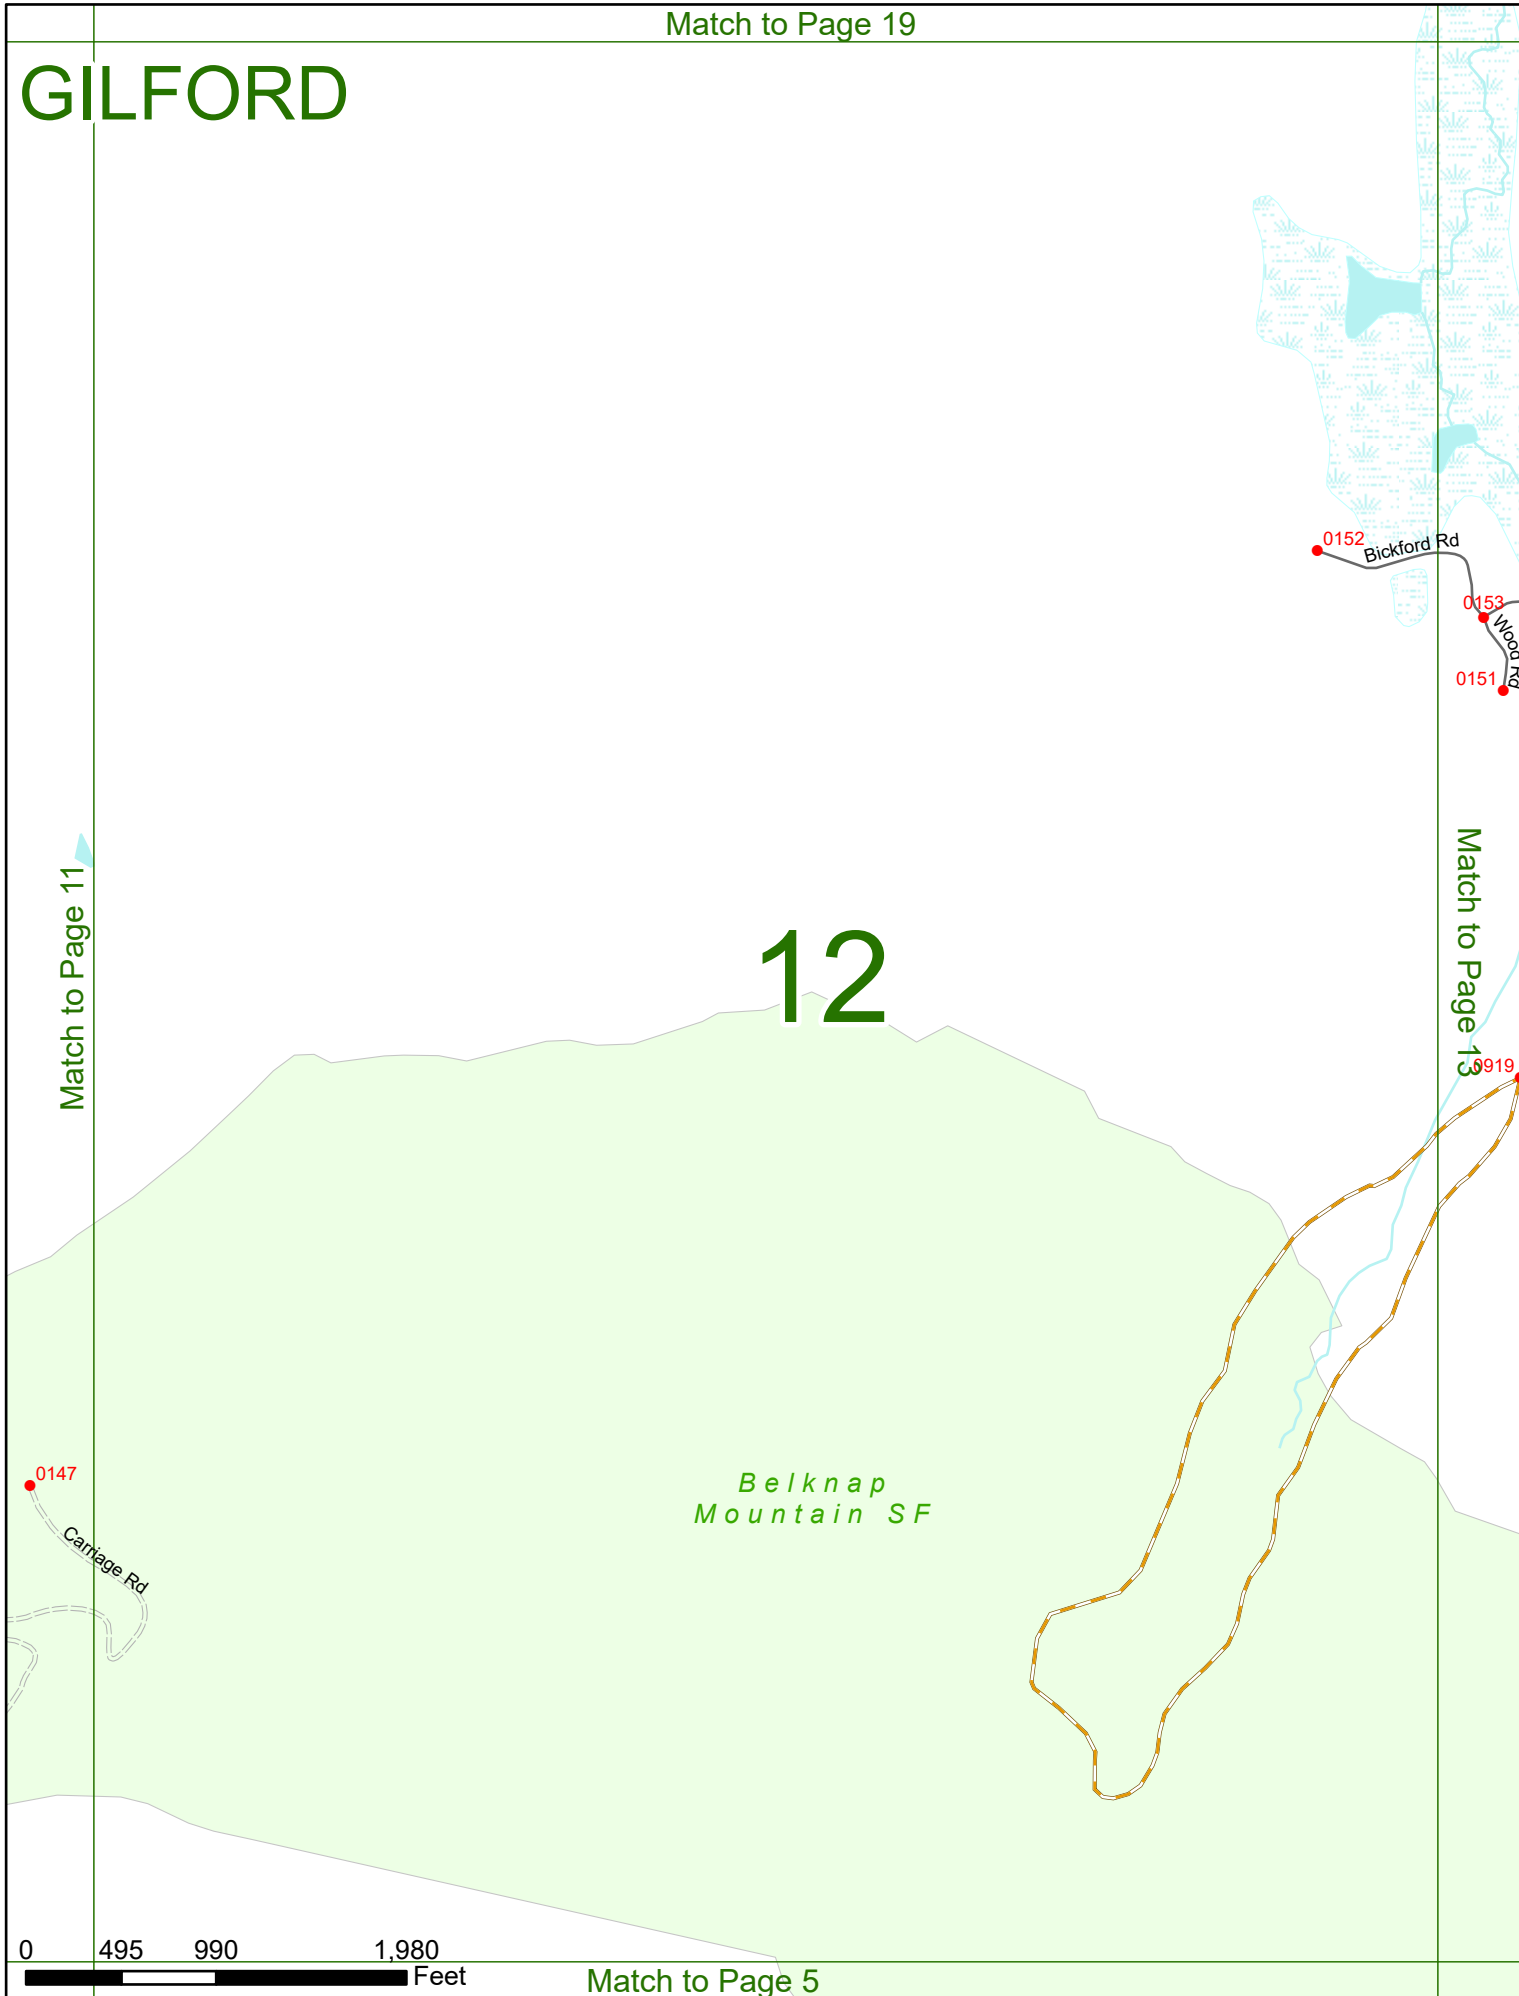 Match to Page 19
GILFORD
0152
Bickford Rd
0153
Wood Rd
0151
Match to Page 11
12
Match to Page 13
0919
0147
Carriage Rd
Belknap
Mountain SF
0 495 990 1,980
Feet
Match to Page 5